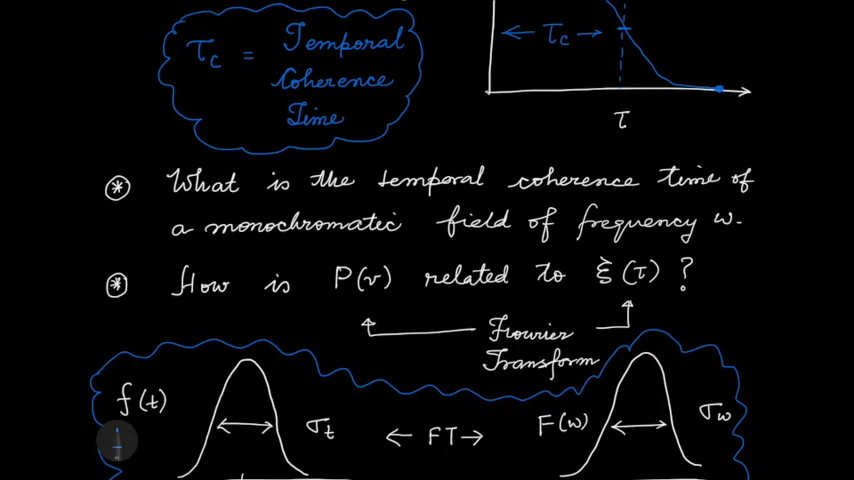 τc = Temporal
Coherence
Time
← τc →
τ
* What is the temporal coherence time of
a monochromatic field of frequency ω.
* How is P(ν) related to ξ(τ) ?
Fourier
Transform
f(t)
σt
← FT →
F(ω)
σω